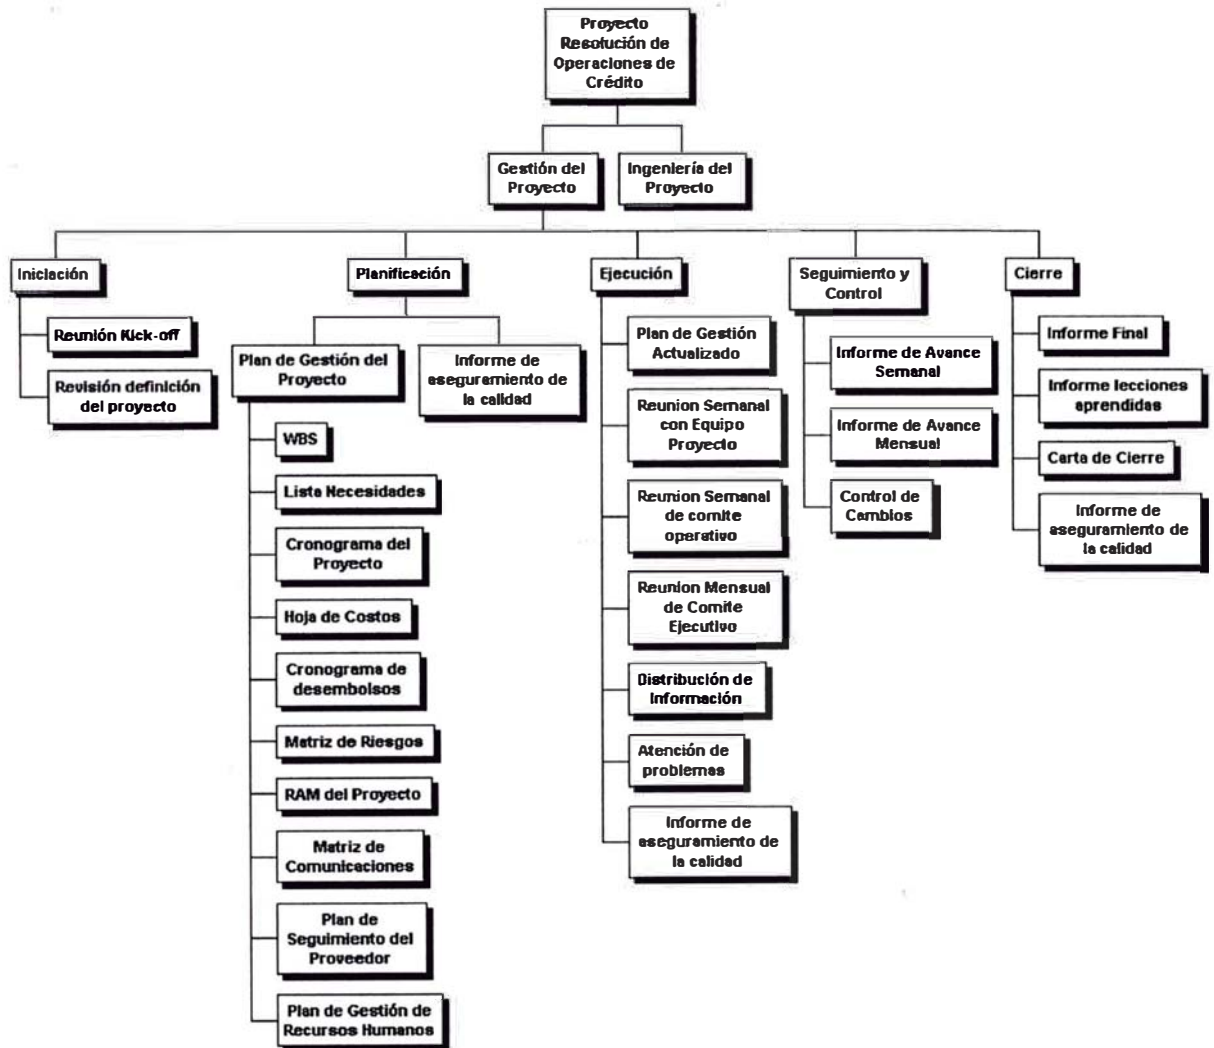 Proyecto
Resolución de
Operaciones de
Crédito
Gestión del
Proyecto
Ingeniería del
Proyecto
Iniciación
Reunión Kick-off
Revisión definición
del proyecto
Planificación
Plan de Gestión del
Proyecto
WBS
Lista Necesidades
Cronograma del
Proyecto
Hoja de Costos
Cronograma de
desembolsos
Matriz de Riesgos
RAM del Proyecto
Matriz de
Comunicaciones
Plan de
Seguimiento del
Proveedor
Plan de Gestión de
Recursos Humanos
Informe de
aseguramiento de
la calidad
Ejecución
Plan de Gestión
Actualizado
Reunion Semanal
con Equipo
Proyecto
Reunion Semanal
de comite
operativo
Reunion Mensual
de Comite
Ejecutivo
Distribución de
Información
Atención de
problemas
Informe de
aseguramiento de
la calidad
Seguimiento y
Control
Informe de Avance
Semanal
Informe de Avance
Mensual
Control de
Cambios
Cierre
Informe Final
Informe lecciones
aprendidas
Carta de Cierre
Informe de
aseguramiento de
la calidad